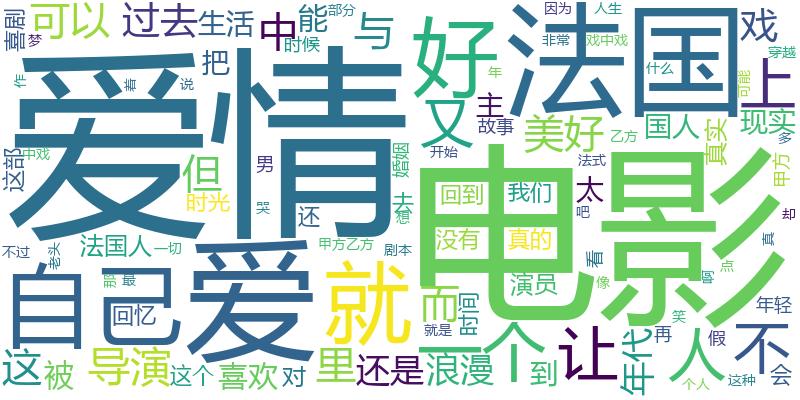 喜剧
梦
可以
过去
生活
中
时候
能
部分
与
好
法国
因为
人生
非常
戏中戏
戏
穿越
上
什么
可能
作
着
说
把
爱情
年
又
主
故事
美好
乙方
国人
真实
现实
多
这部
中戏
但
男
婚姻
开始
电影
法式
太
甲方
时光
哭
还
去
想
回到
我们
吧
却
不过
老头
法国人
一切
甲方乙方
剧本
没有
真的
看
真
自己
那
最
爱
就
而
时间
演员
像
点
回忆
就是
一个
笑
年轻
这
被
导演
这个
喜欢
对
里
还是
浪漫
到
让
年代
再
人
个人
假
这种
不
会